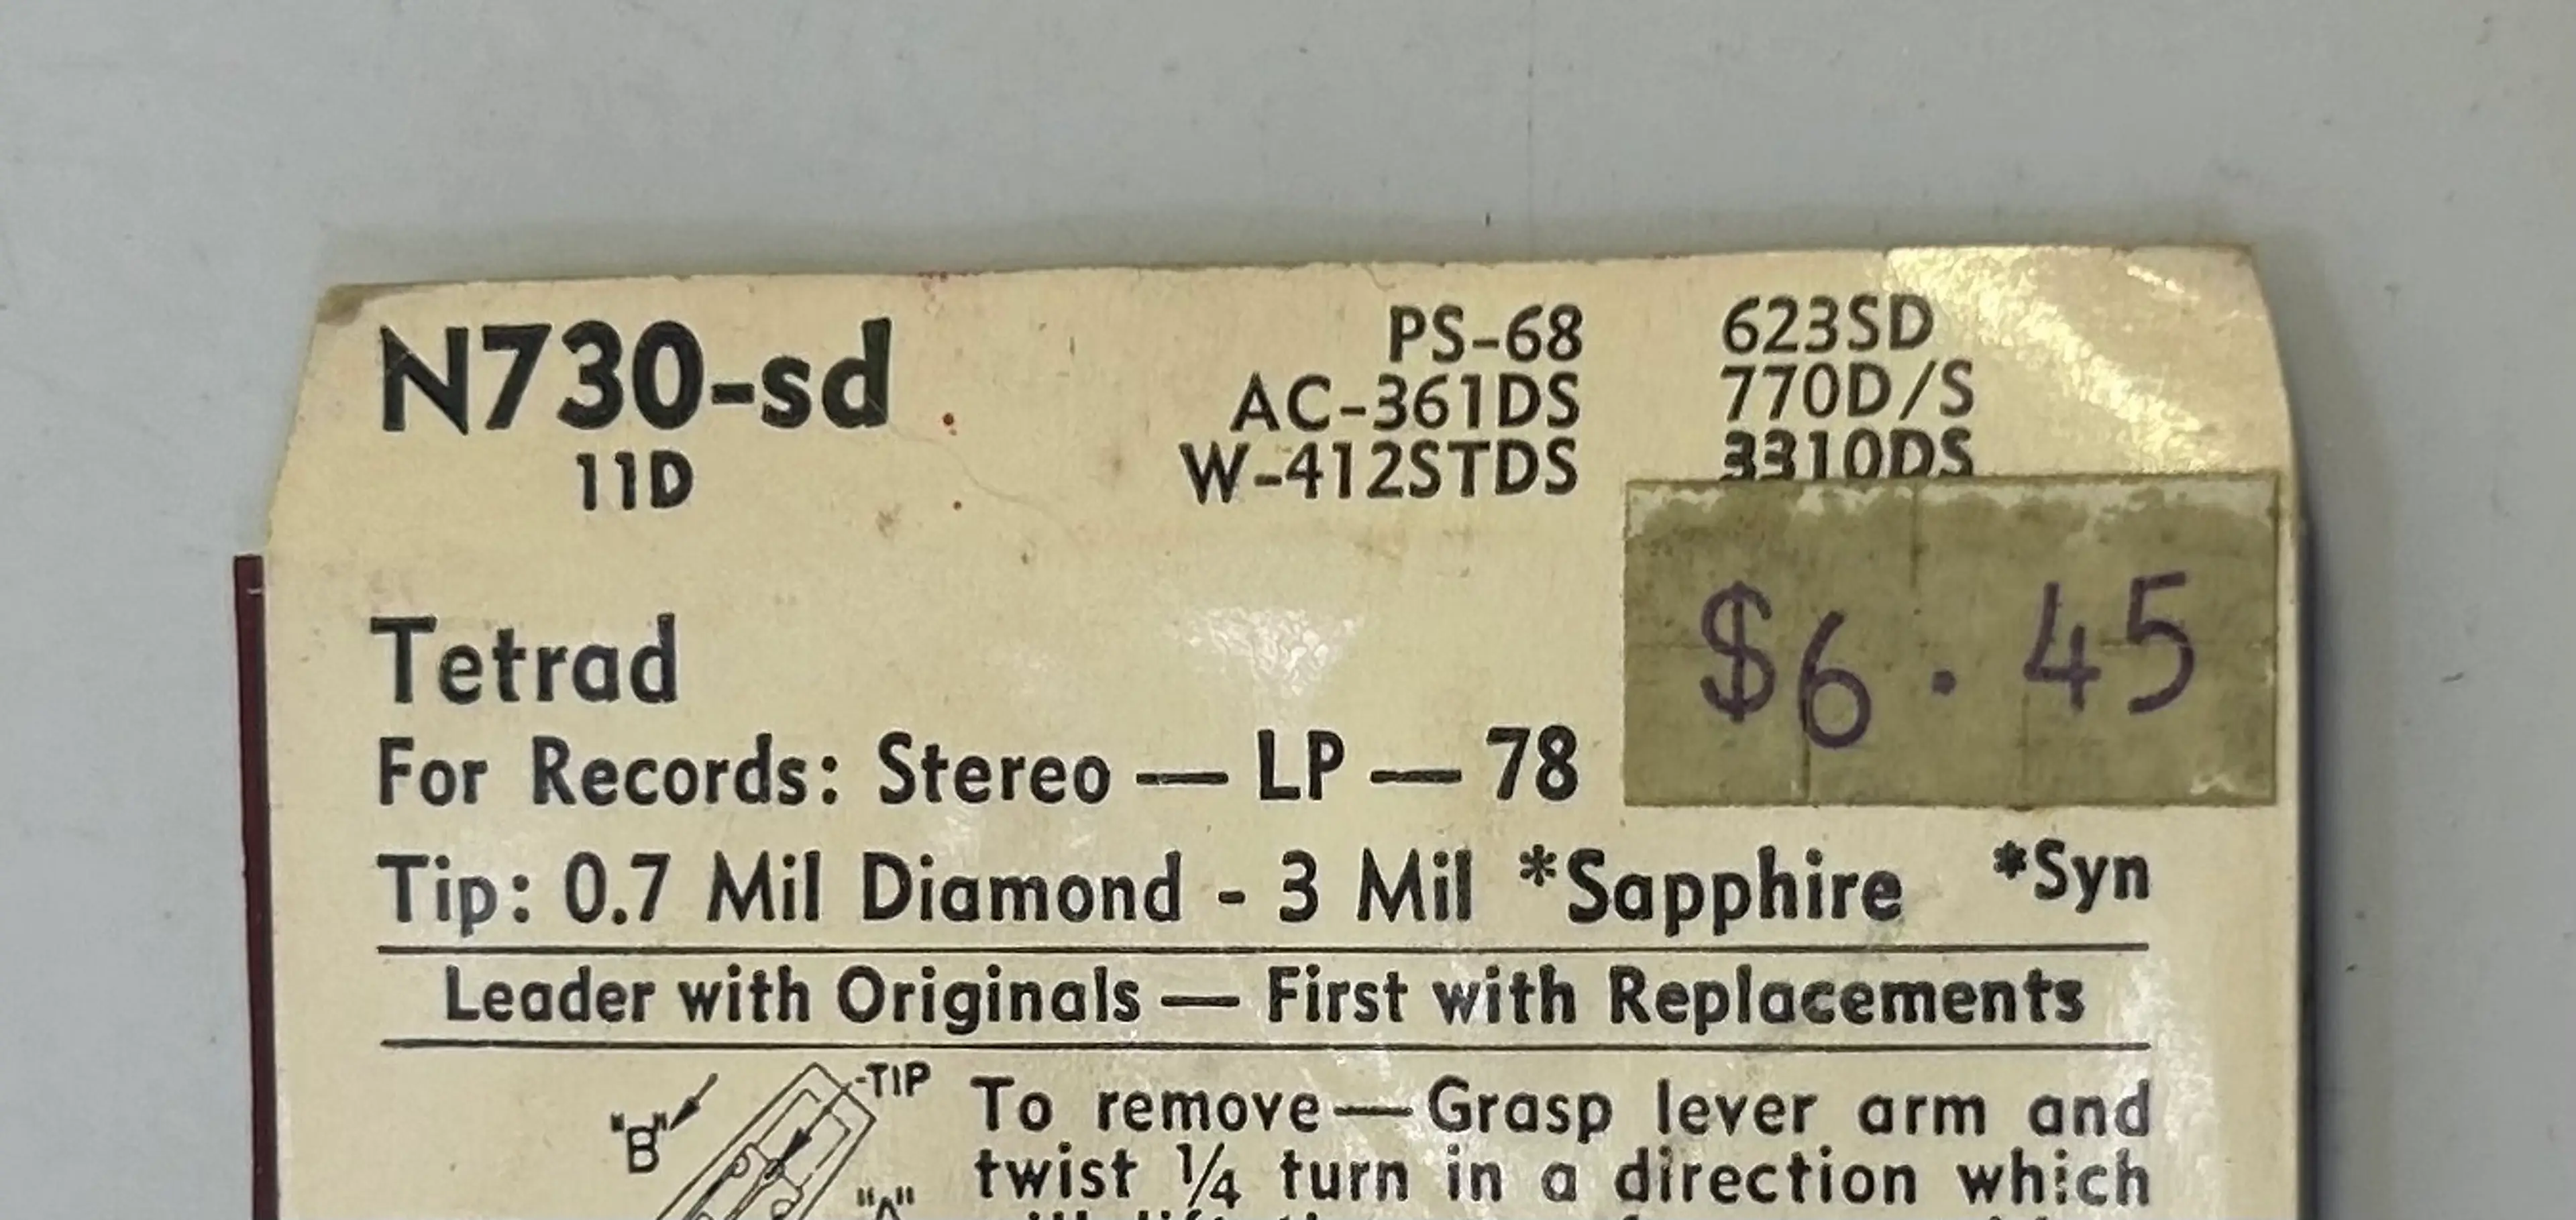 N730-sd
11D
PS-68
AC-361DS
W-412STDS
623SD
770D/S
3310DS
$6.45
Tetrad
For Records: Stereo — LP — 78
Tip: 0.7 Mil Diamond - 3 Mil *Sapphire *Syn
Leader with Originals — First with Replacements
-TIP
"B"
"A"
To remove—Grasp lever arm and
twist ¼ turn in a direction which